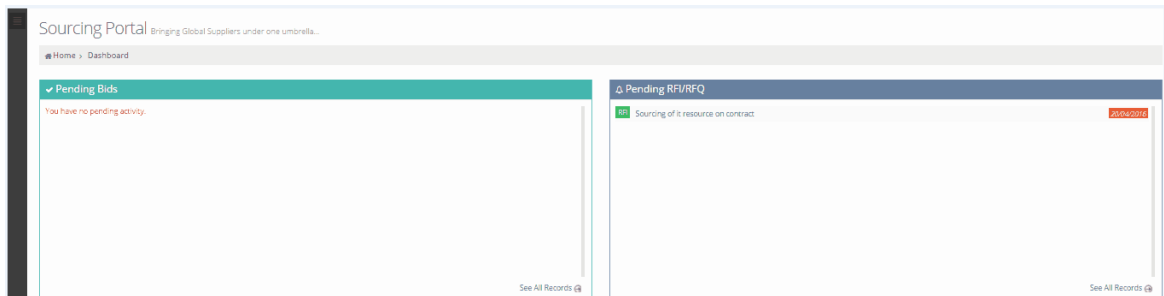 Sourcing Portal Bringing Global Suppliers under one umbrella...
Home › Dashboard
Pending Bids
You have no pending activity.
See All Records
Pending RFI/RFQ
RFI Sourcing of it resource on contract 20/04/2016
See All Records